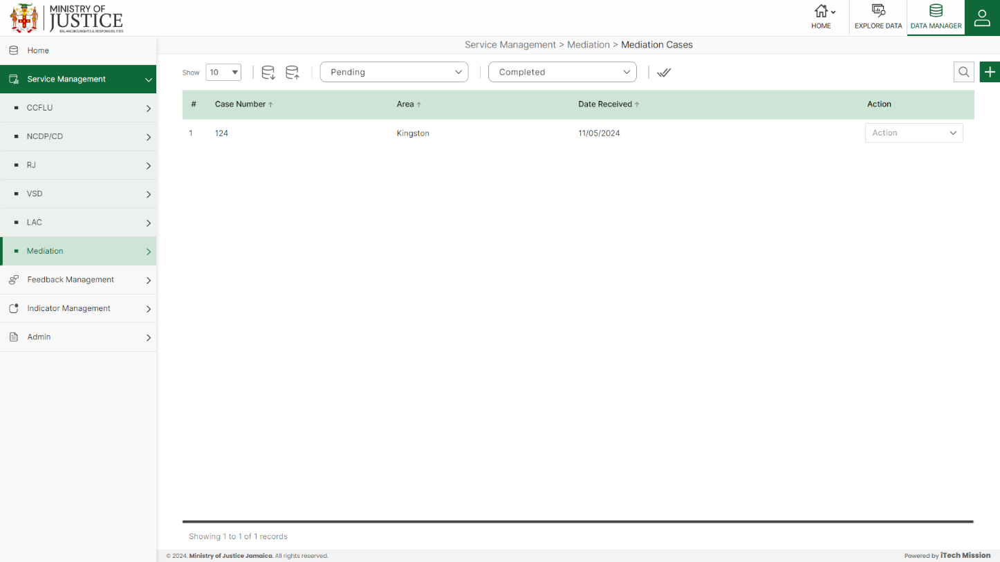 MINISTRY OF
JUSTICE
BALANCING RIGHTS & RESPONSIBILITIES
HOME
EXPLORE DATA
DATA MANAGER
Service Management > Mediation > Mediation Cases
Home
Service Management
CCFLU
NCDP/CD
RJ
VSD
LAC
Mediation
Feedback Management
Indicator Management
Admin
Show 10 Pending Completed
# Case Number ↑ Area ↑ Date Received ↑ Action
1 124 Kingston 11/05/2024 Action
Showing 1 to 1 of 1 records
© 2024. Ministry of Justice Jamaica. All rights reserved.
Powered by iTech Mission